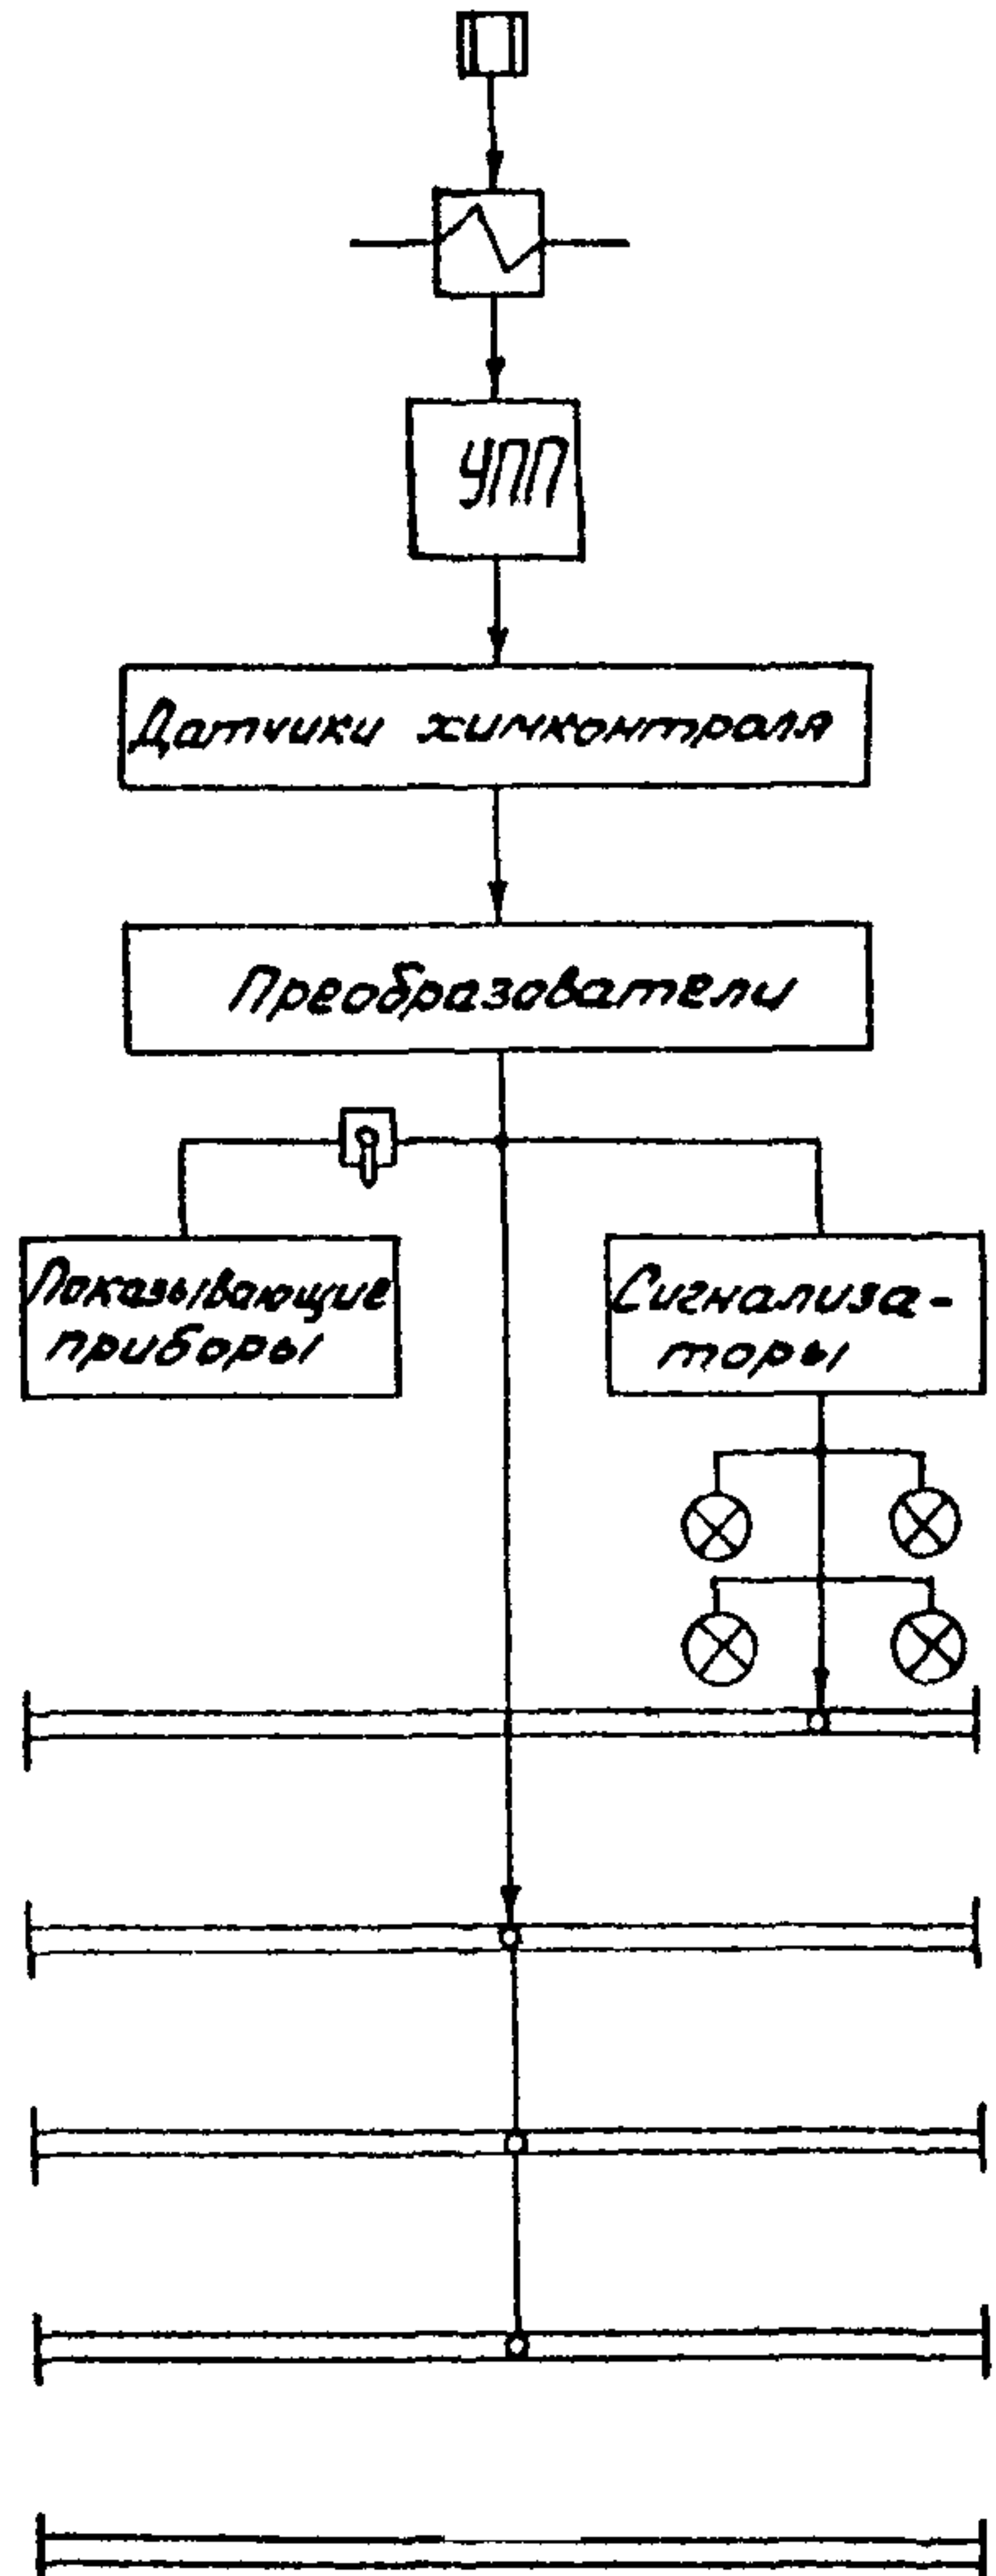 УПП
Датчики химконтроля
Преобразователи
Показывающие
приборы
Сигнализа-
торы